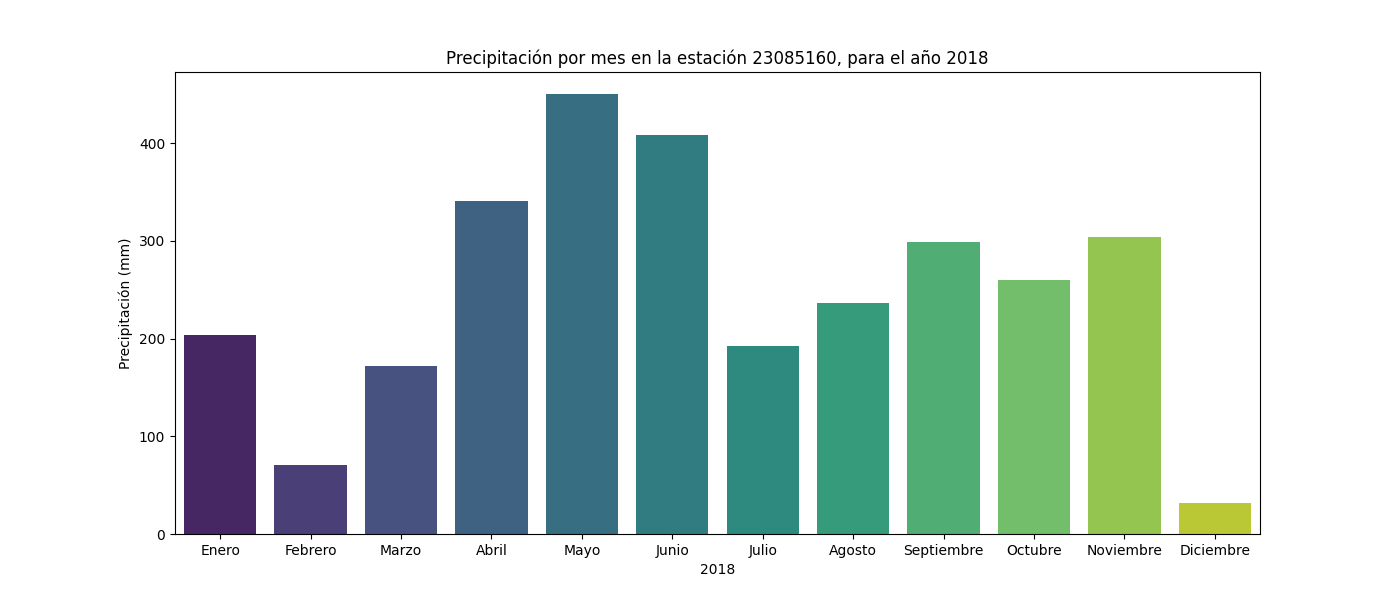 Precipitación por mes en la estación 23085160, para el año 2018
Precipitación (mm)
400
300
200
100
0
Enero Febrero Marzo Abril Mayo Junio Julio Agosto Septiembre Octubre Noviembre Diciembre
2018